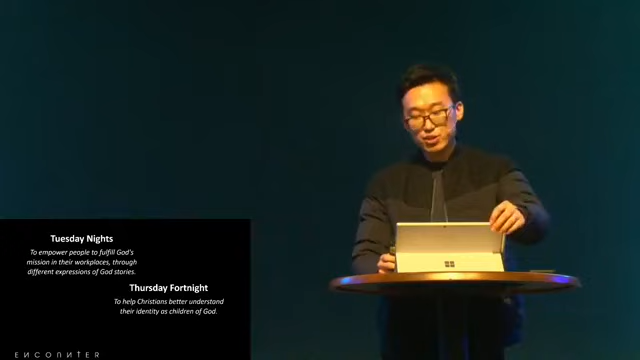 Tuesday Nights
To empower people to fulfill God's
mission in their workplaces, through
different expressions of God stories.
Thursday Fortnight
To help Christians better understand
their identity as children of God.
ENCOUNTER